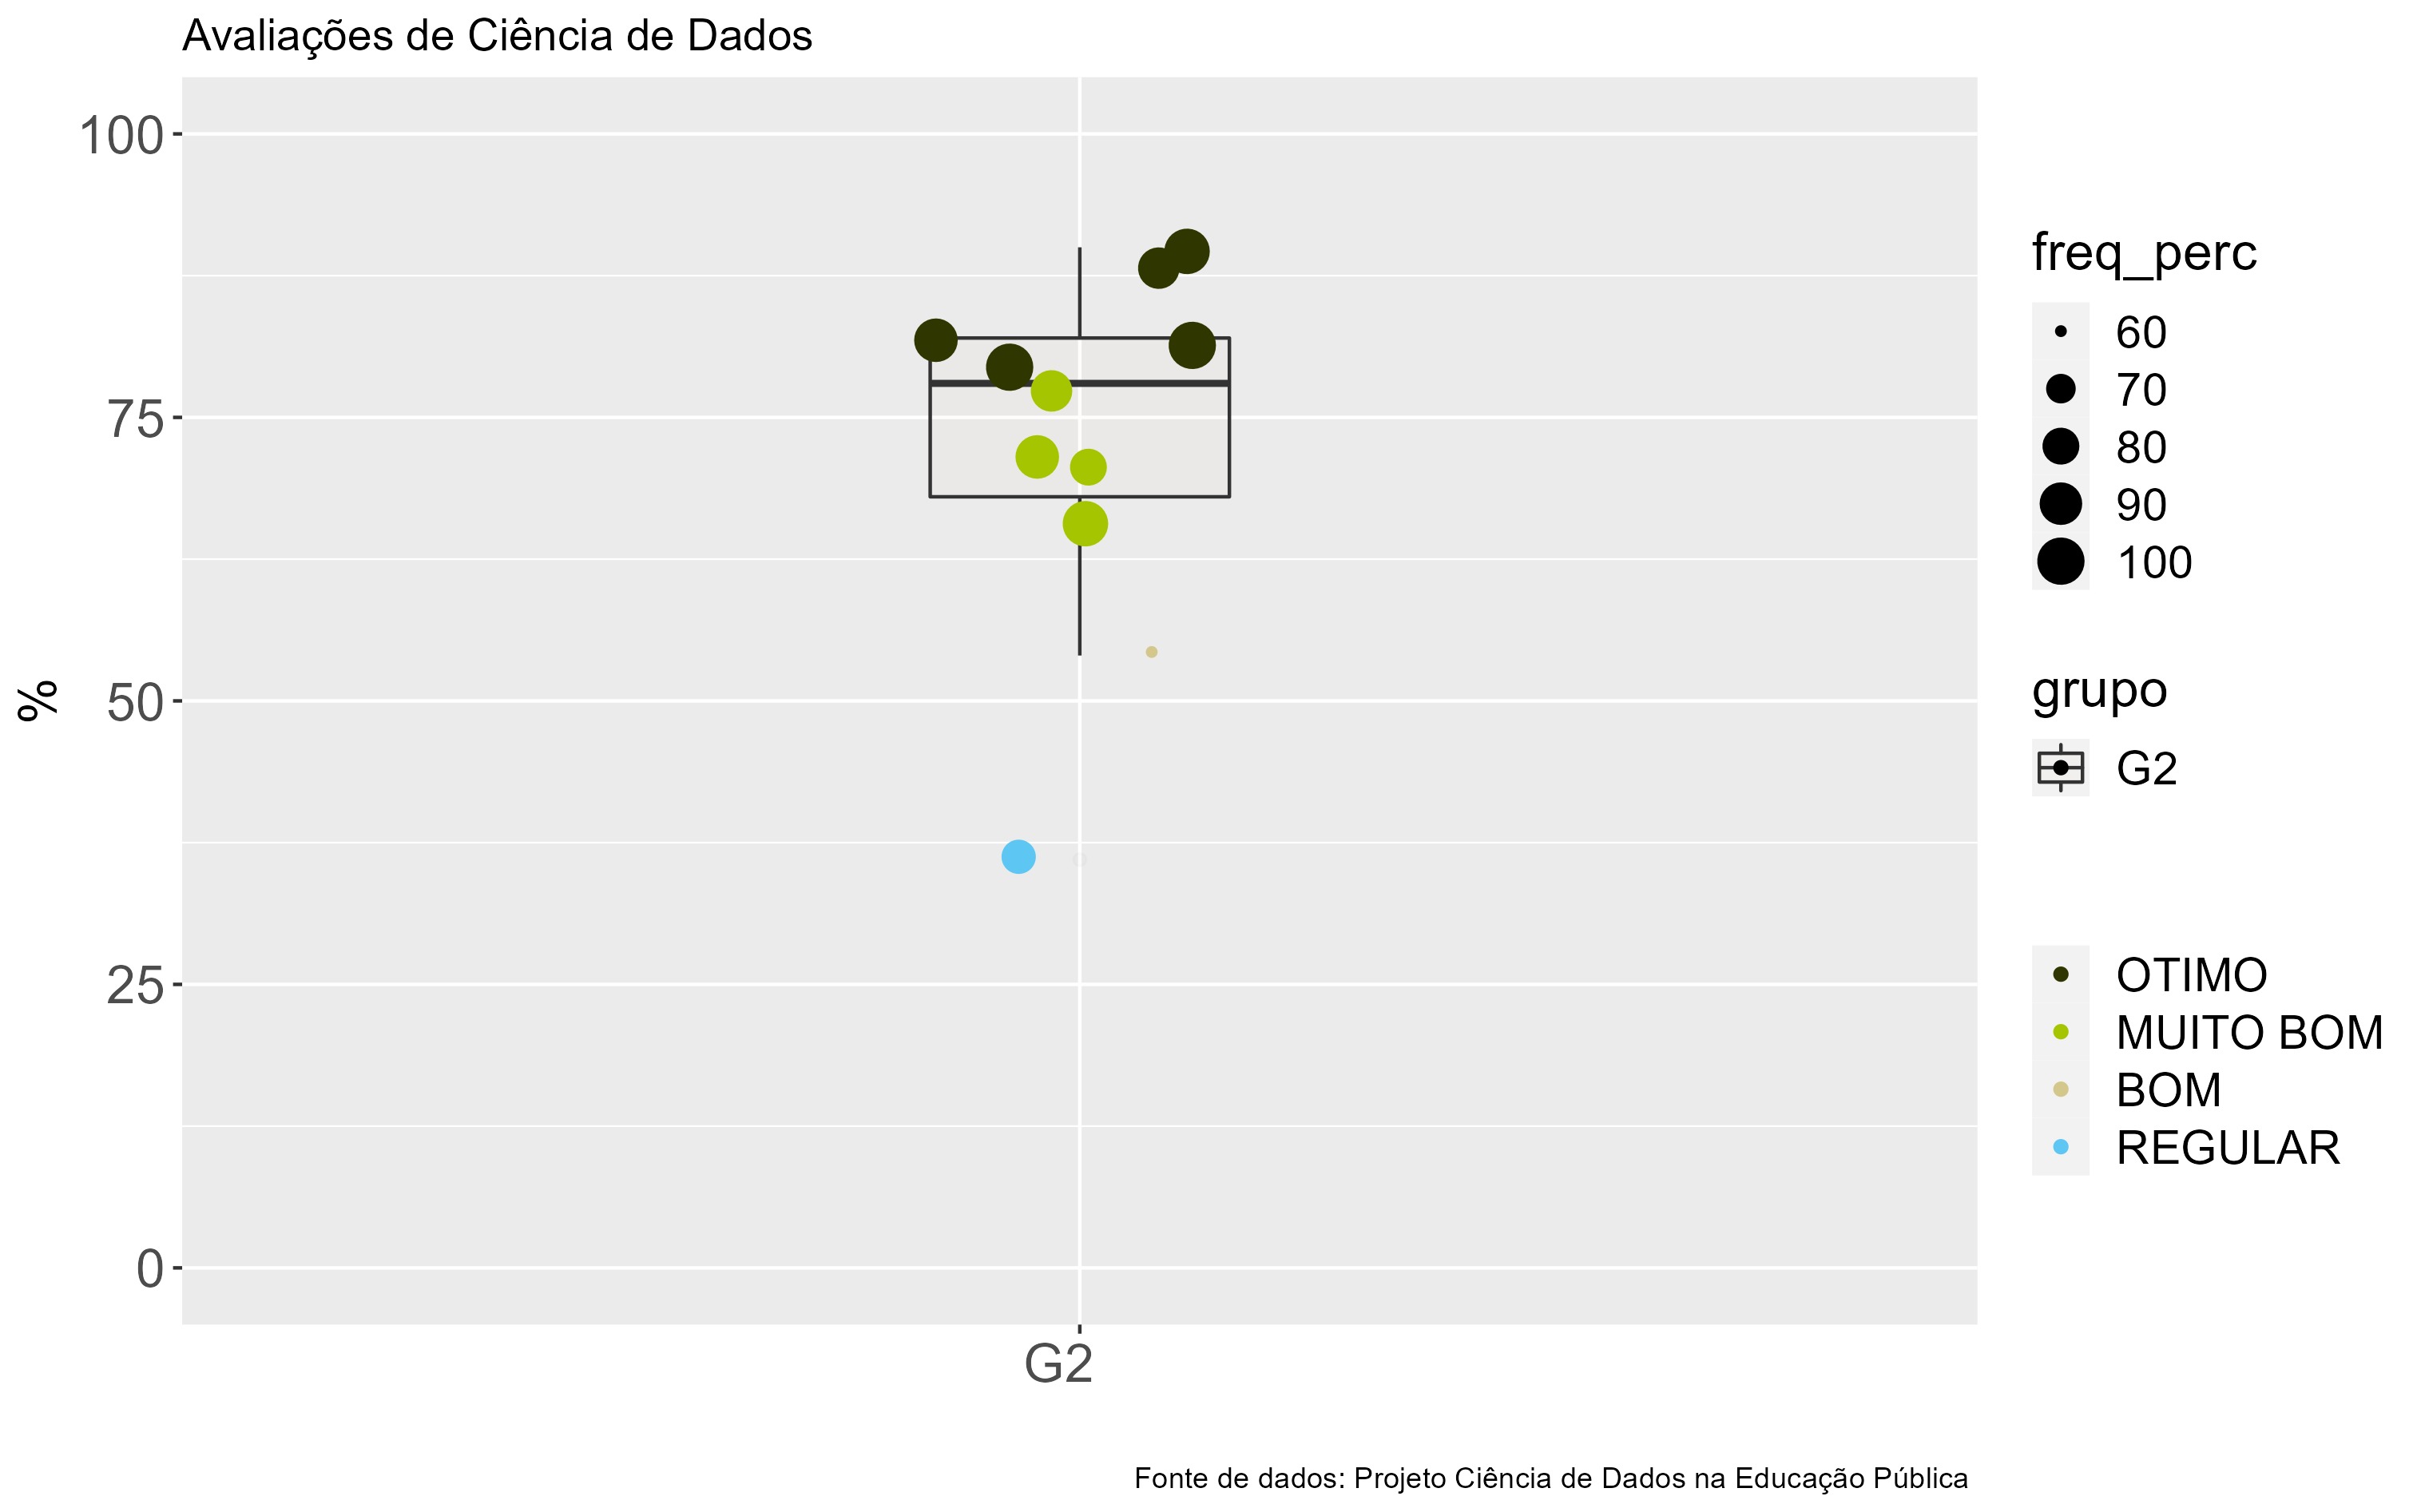 Avaliações de Ciência de Dados
%
100
75
50
25
0
G2
freq_perc
60
70
80
90
100
grupo
G2
OTIMO
MUITO BOM
BOM
REGULAR
Fonte de dados: Projeto Ciência de Dados na Educação Pública